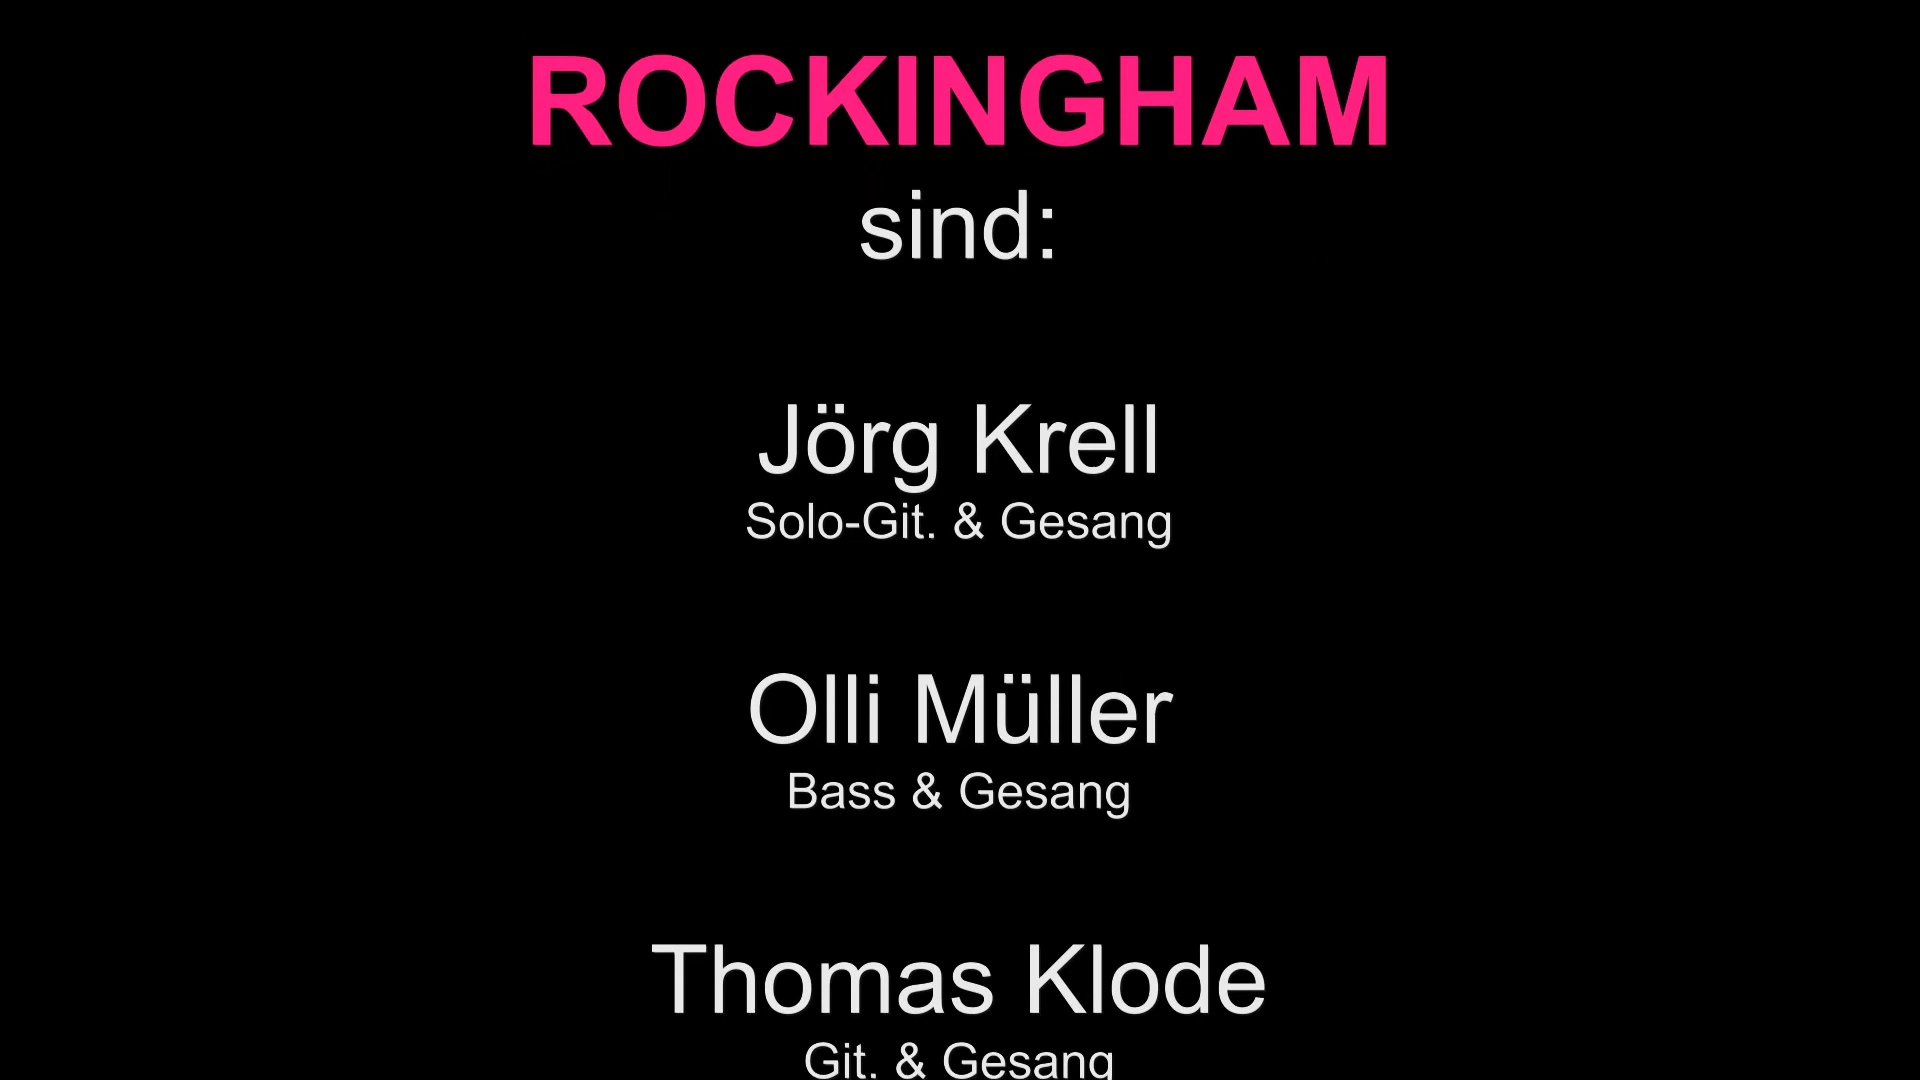 ROCKINGHAM
sind:
Jörg Krell
Solo-Git. & Gesang
Olli Müller
Bass & Gesang
Thomas Klode
Git. & Gesang